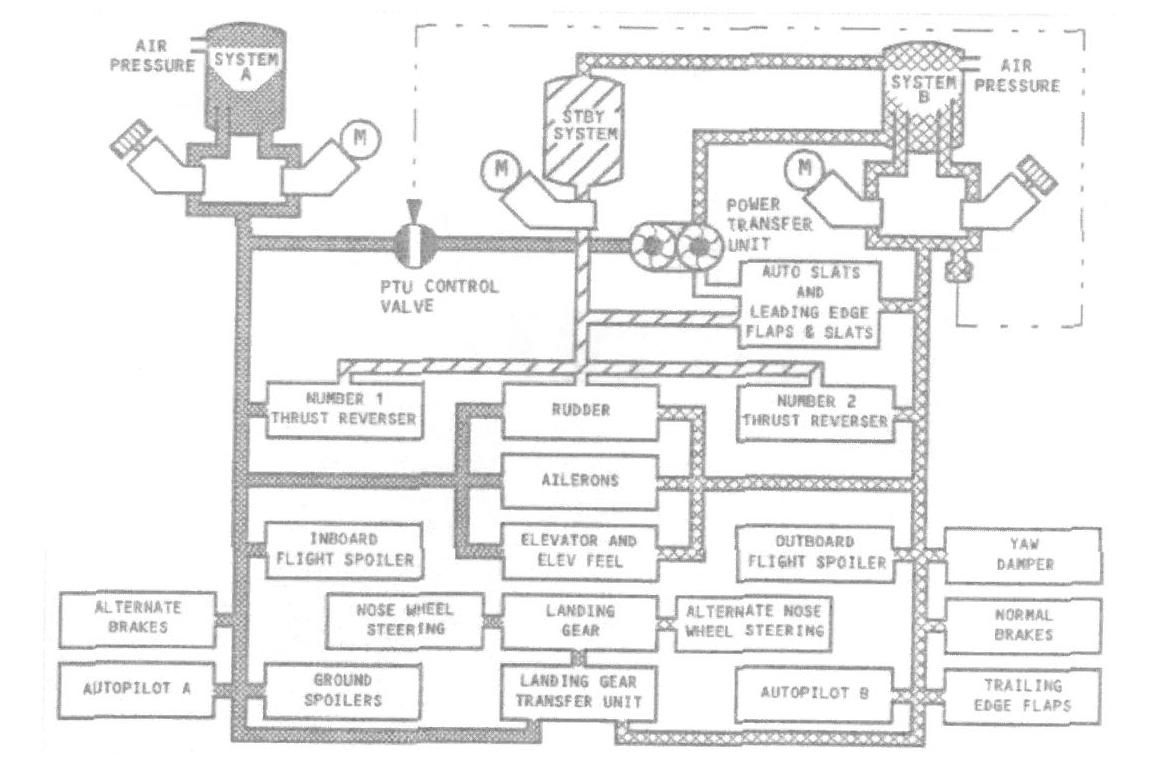 AIR
PRESSURE
SYSTEM
A
M
STBY
SYSTEM
M
SYSTEM
B
AIR
PRESSURE
M
POWER
TRANSFER
UNIT
PTU CONTROL
VALVE
AUTO SLATS
AND
LEADING EDGE
FLAPS & SLATS
NUMBER 1
THRUST REVERSER
RUDDER
NUMBER 2
THRUST REVERSER
AILERONS
INBOARD
FLIGHT SPOILER
ELEVATOR AND
ELEV FEEL
OUTBOARD
FLIGHT SPOILER
YAW
DAMPER
ALTERNATE
BRAKES
NOSE WHEEL
STEERING
LANDING
GEAR
ALTERNATE NOSE
WHEEL STEERING
NORMAL
BRAKES
AUTOPILOT A
GROUND
SPOILERS
LANDING GEAR
TRANSFER UNIT
AUTOPILOT B
TRAILING
EDGE FLAPS